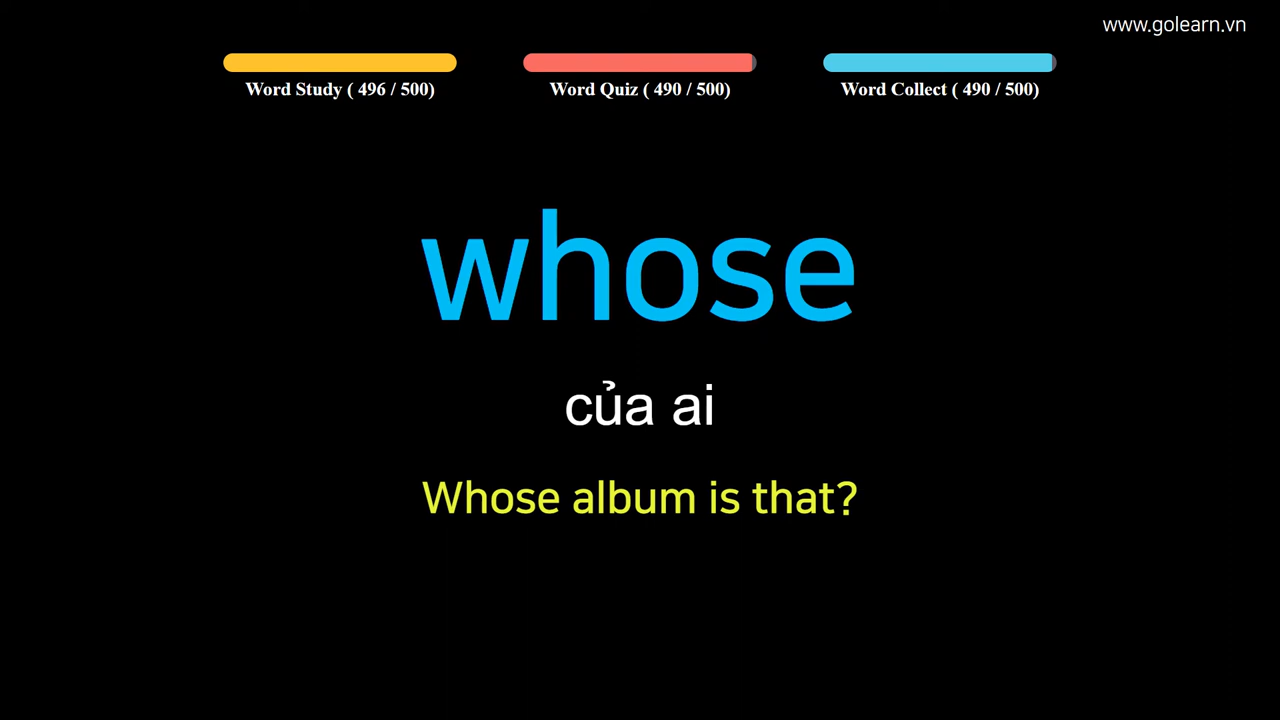 www.golearn.vn
Word Study ( 496 / 500)
Word Quiz ( 490 / 500)
Word Collect ( 490 / 500)
whose
của ai
Whose album is that?